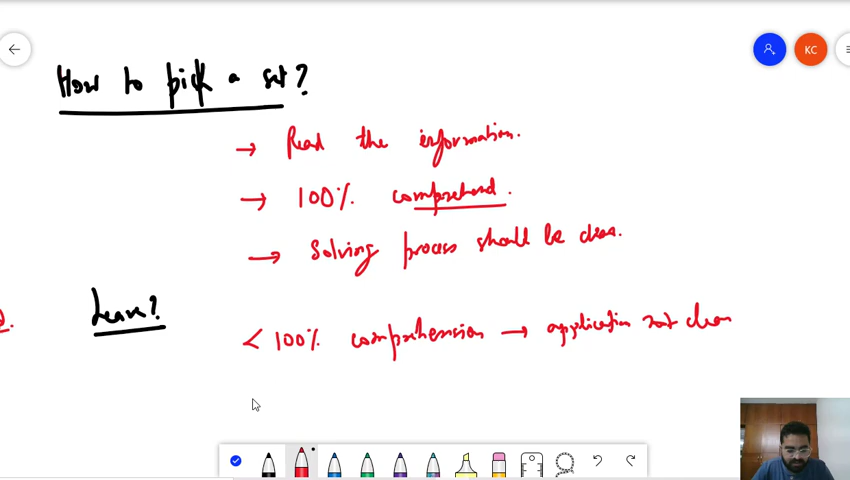 KC
How to pick a set?
→ Read the information.
→ 100% comprehend.
→ Solving process should be clear.
Leave?
< 100% comprehension → application not clear